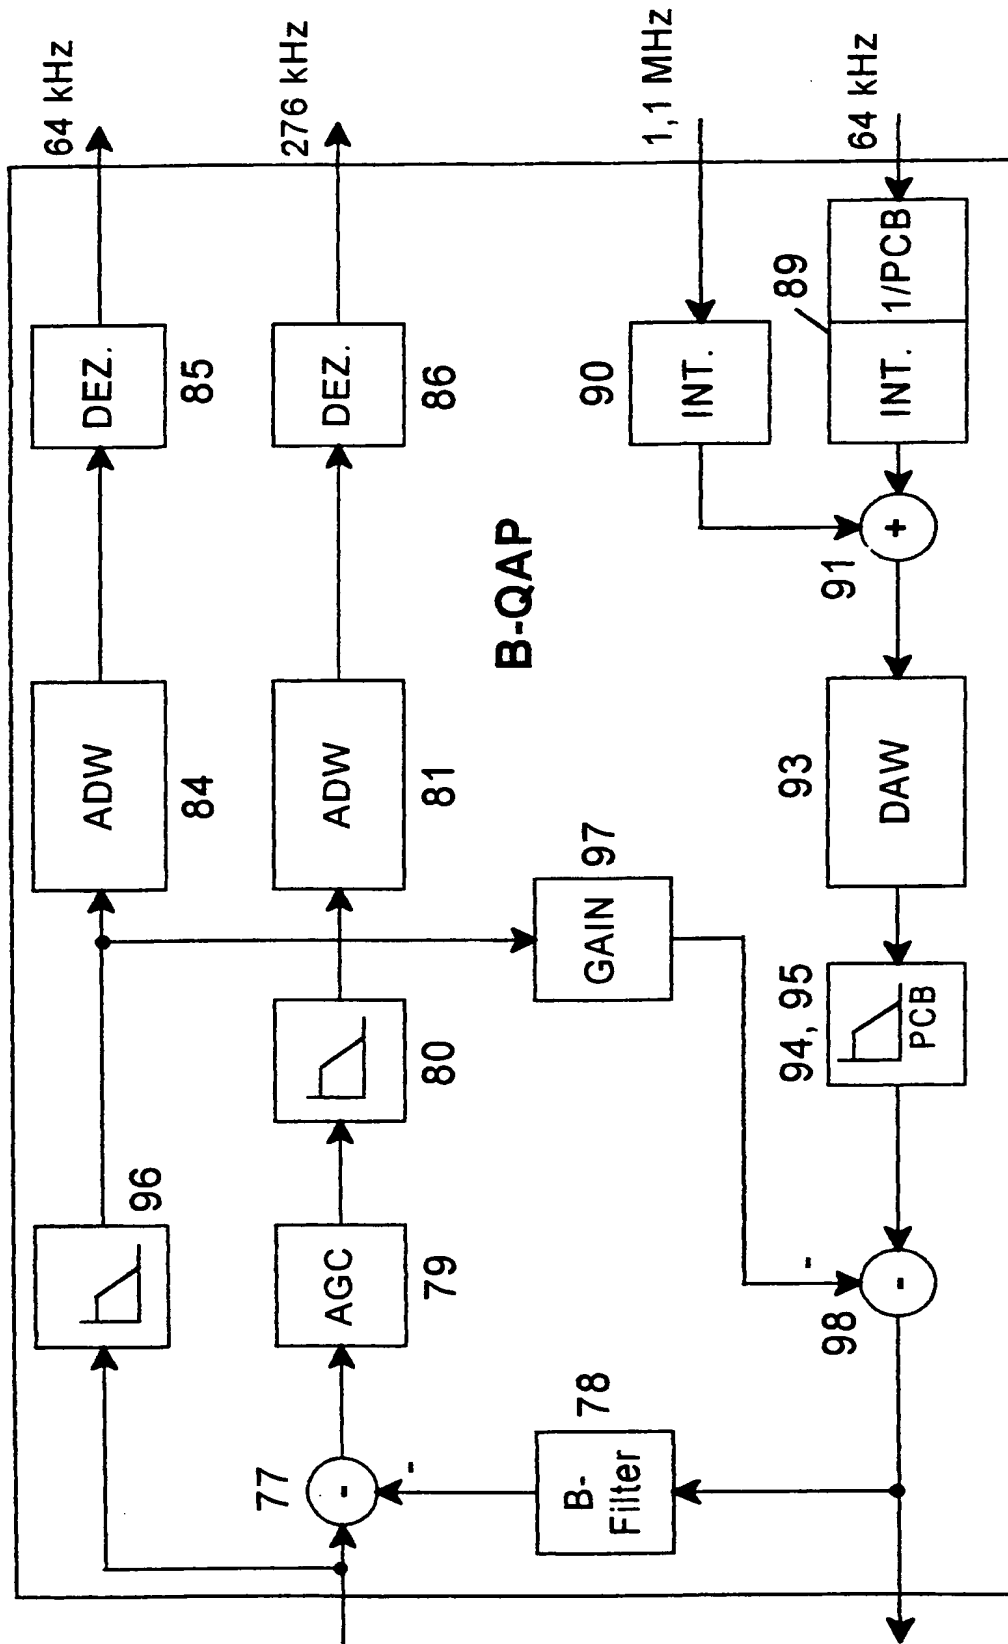 64 kHz
276 kHz
1,1 MHz
64 kHz
DEZ.
85
DEZ.
86
90
INT.
89
INT.
1/PCB
B-QAP
+
91
ADW
84
ADW
81
97
GAIN
93
DAW
94, 95
PCB
96
80
AGC
79
-
-
98
77
-
-
78
B-
Filter